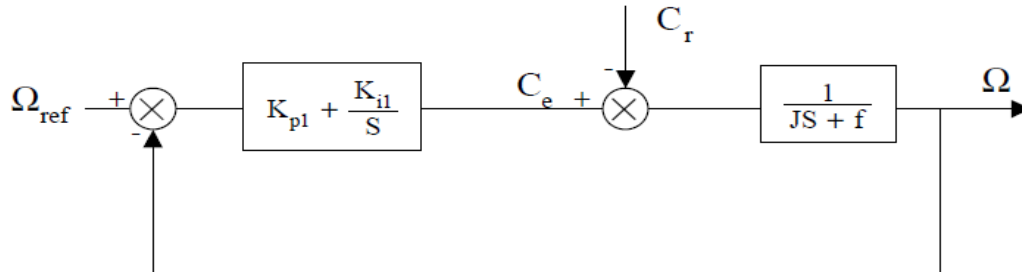 C_r
Ω_ref
+
-
K_p1 + K_i1/S
C_e
+
-
1/(JS + f)
Ω